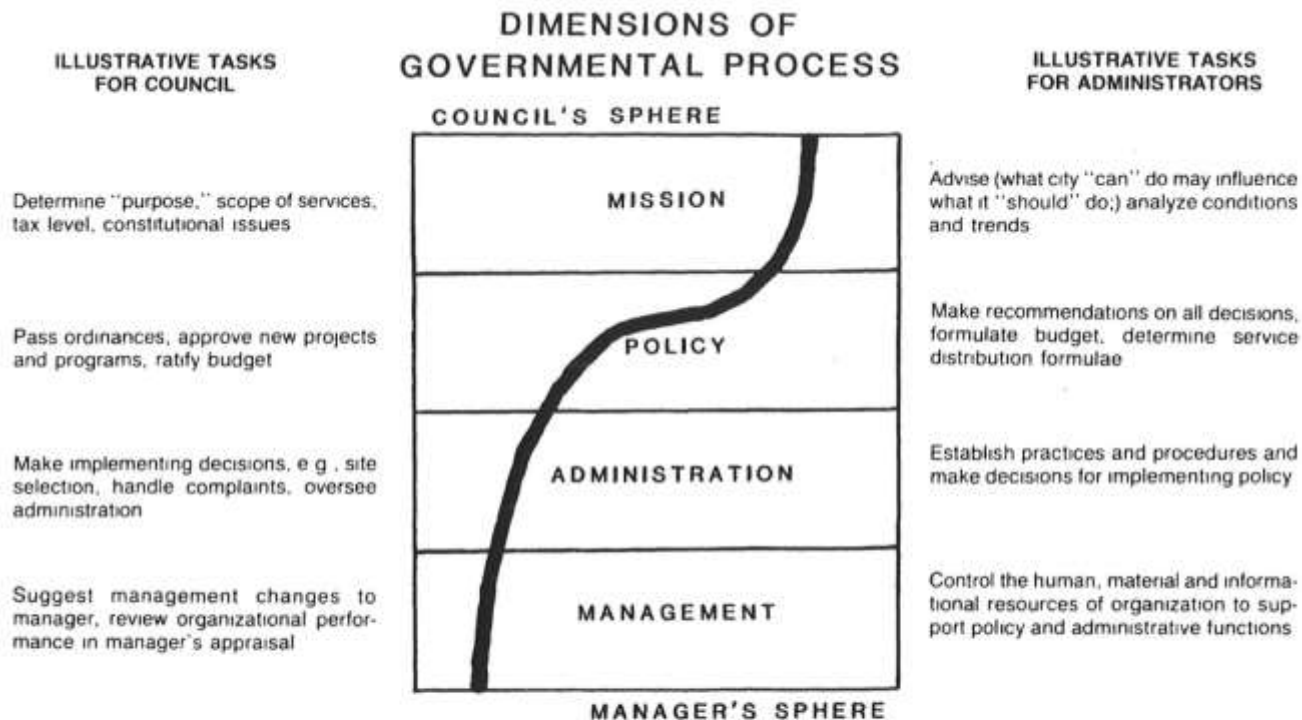 DIMENSIONS OF
GOVERNMENTAL PROCESS
ILLUSTRATIVE TASKS
FOR COUNCIL
ILLUSTRATIVE TASKS
FOR ADMINISTRATORS
COUNCIL'S SPHERE
Determine "purpose," scope of services,
tax level, constitutional issues
MISSION
Advise (what city "can" do may influence
what it "should" do;) analyze conditions
and trends
Pass ordinances, approve new projects
and programs, ratify budget
POLICY
Make recommendations on all decisions,
formulate budget, determine service
distribution formulae
Make implementing decisions, e g , site
selection, handle complaints, oversee
administration
ADMINISTRATION
Establish practices and procedures and
make decisions for implementing policy
Suggest management changes to
manager, review organizational perfor-
mance in manager's appraisal
MANAGEMENT
Control the human, material and informa-
tional resources of organization to sup-
port policy and administrative functions
MANAGER'S SPHERE